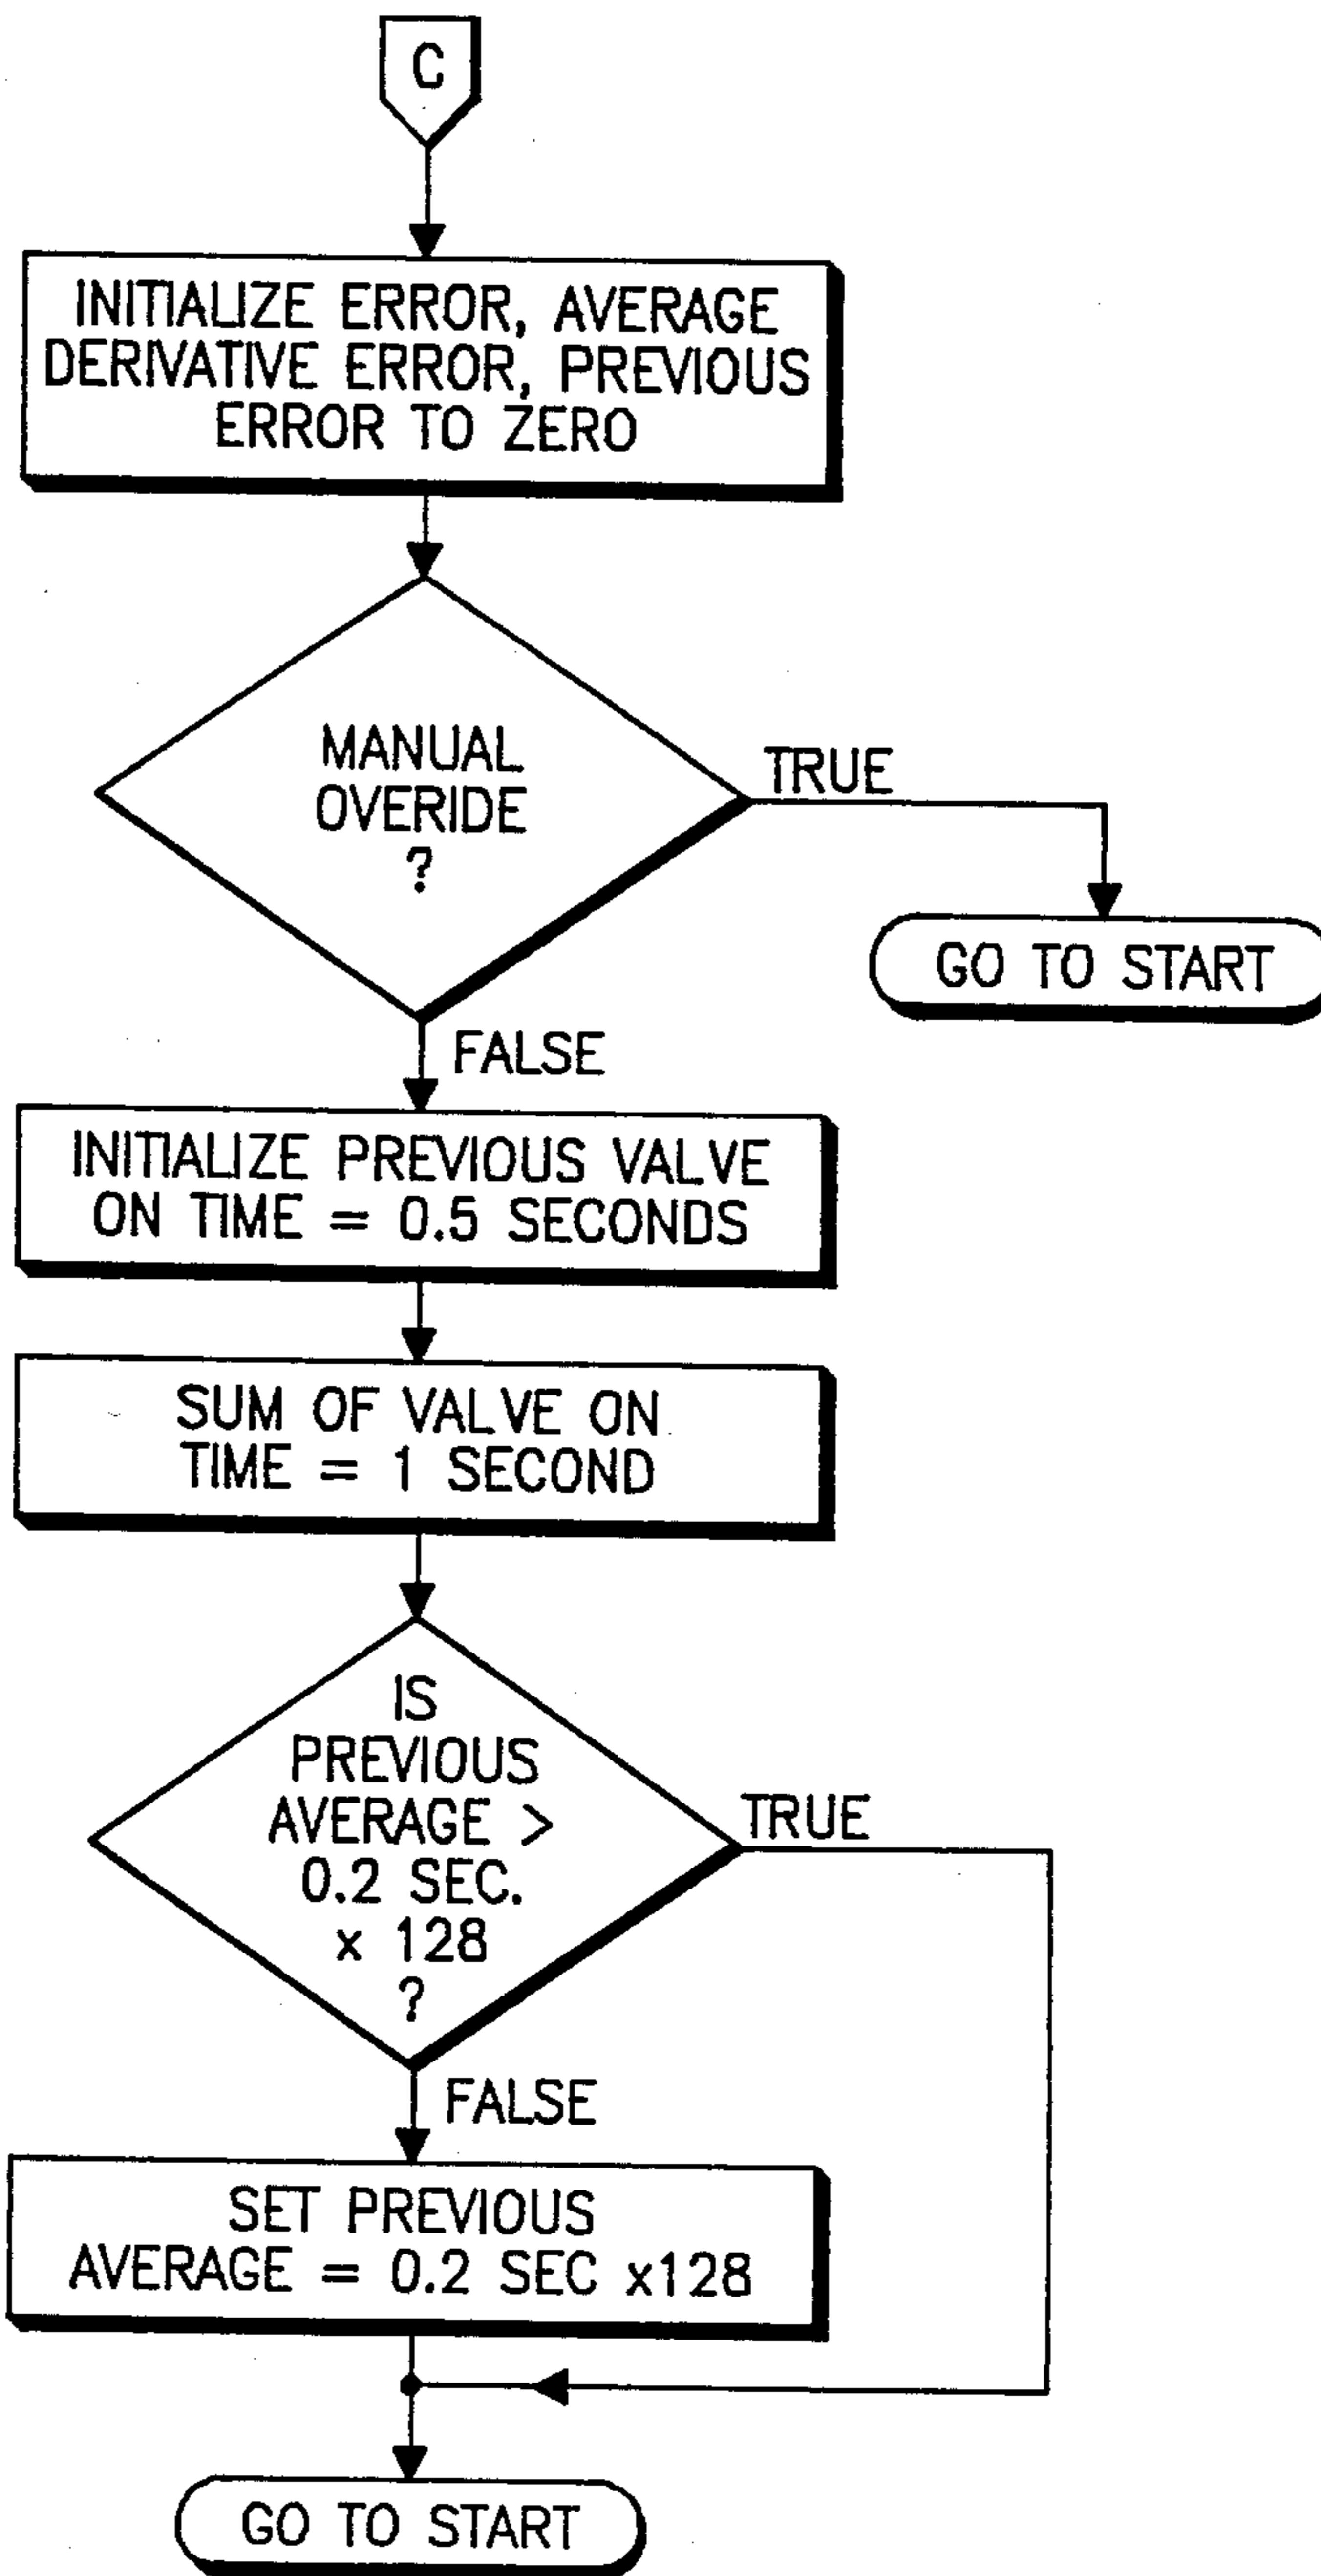 C
INITIALIZE ERROR, AVERAGE
DERIVATIVE ERROR, PREVIOUS
ERROR TO ZERO
MANUAL
OVERIDE
?
TRUE
GO TO START
FALSE
INITIALIZE PREVIOUS VALVE
ON TIME = 0.5 SECONDS
SUM OF VALVE ON
TIME = 1 SECOND
IS
PREVIOUS
AVERAGE >
0.2 SEC.
x 128
?
TRUE
FALSE
SET PREVIOUS
AVERAGE = 0.2 SEC x128
GO TO START